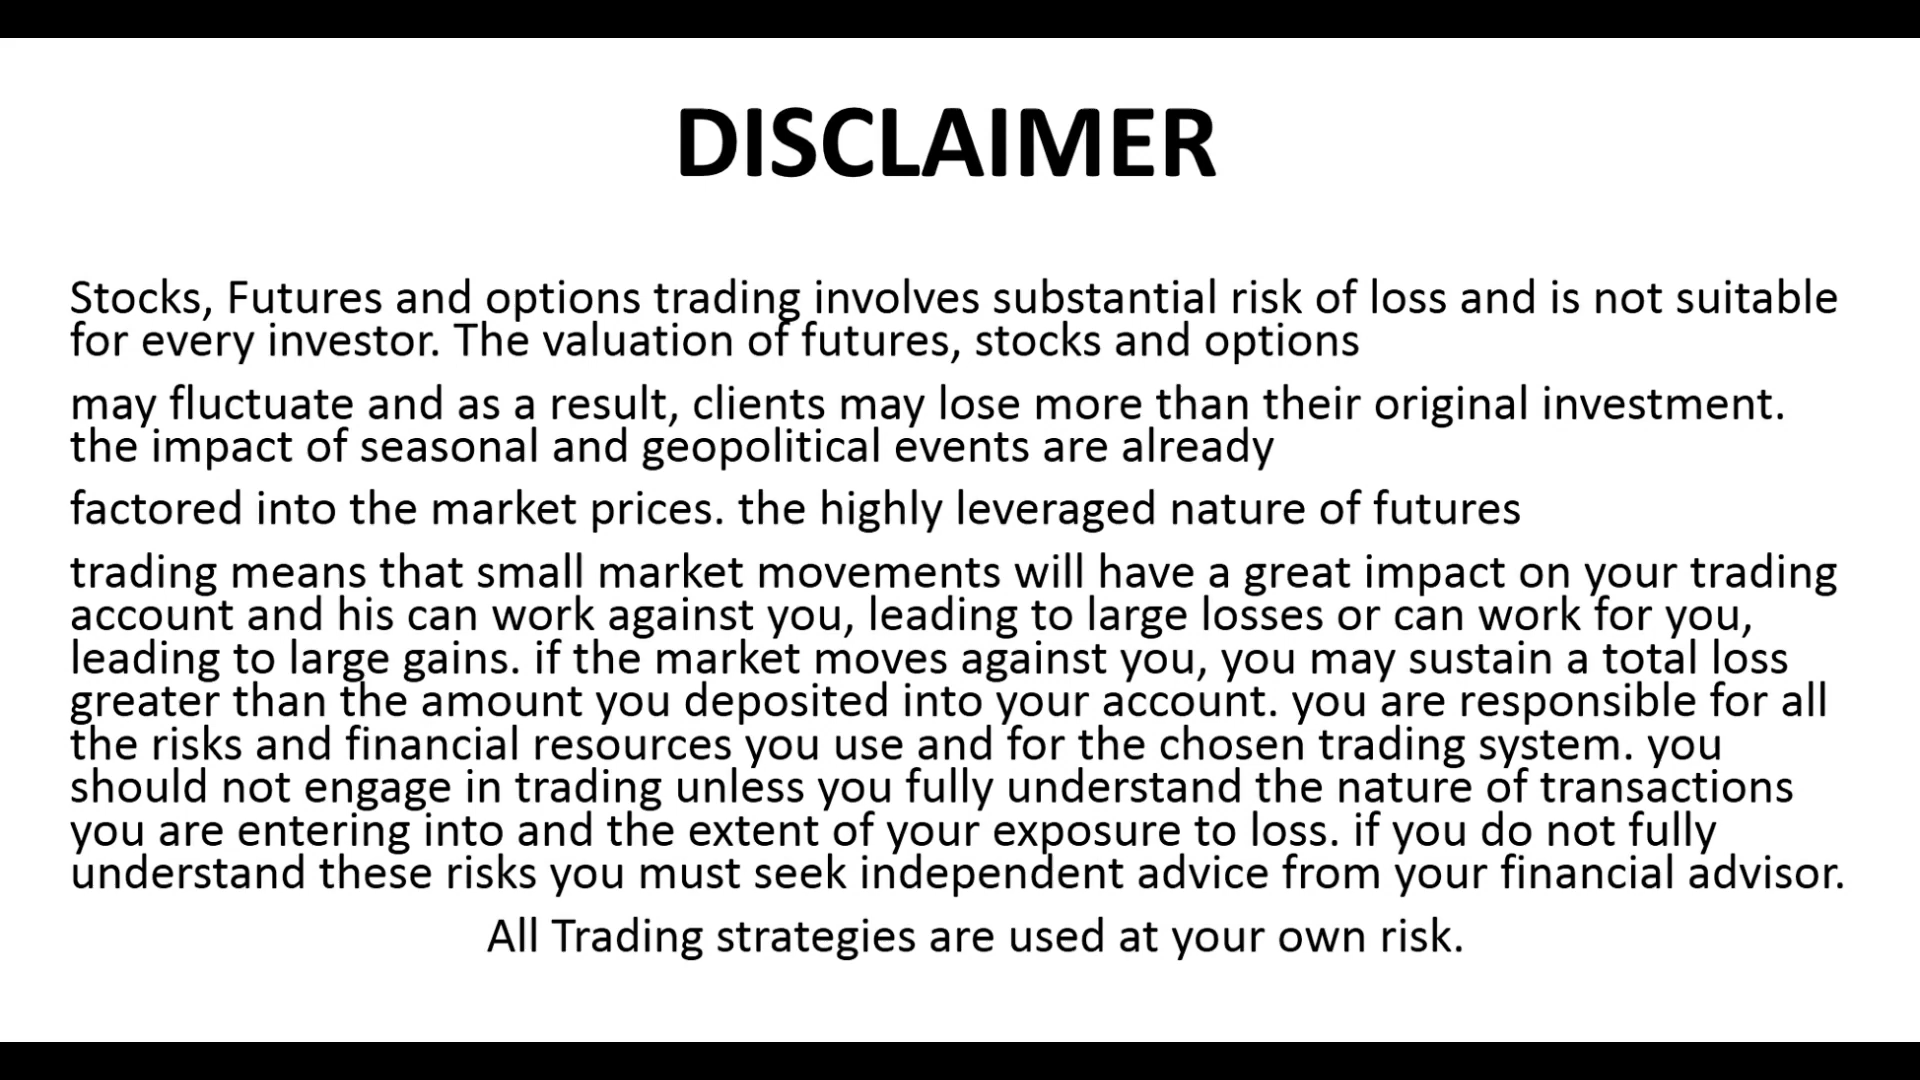 DISCLAIMER
Stocks, Futures and options trading involves substantial risk of loss and is not suitable
for every investor. The valuation of futures, stocks and options
may fluctuate and as a result, clients may lose more than their original investment.
the impact of seasonal and geopolitical events are already
factored into the market prices. the highly leveraged nature of futures
trading means that small market movements will have a great impact on your trading
account and his can work against you, leading to large losses or can work for you,
leading to large gains. if the market moves against you, you may sustain a total loss
greater than the amount you deposited into your account. you are responsible for all
the risks and financial resources you use and for the chosen trading system. you
should not engage in trading unless you fully understand the nature of transactions
you are entering into and the extent of your exposure to loss. if you do not fully
understand these risks you must seek independent advice from your financial advisor.
All Trading strategies are used at your own risk.